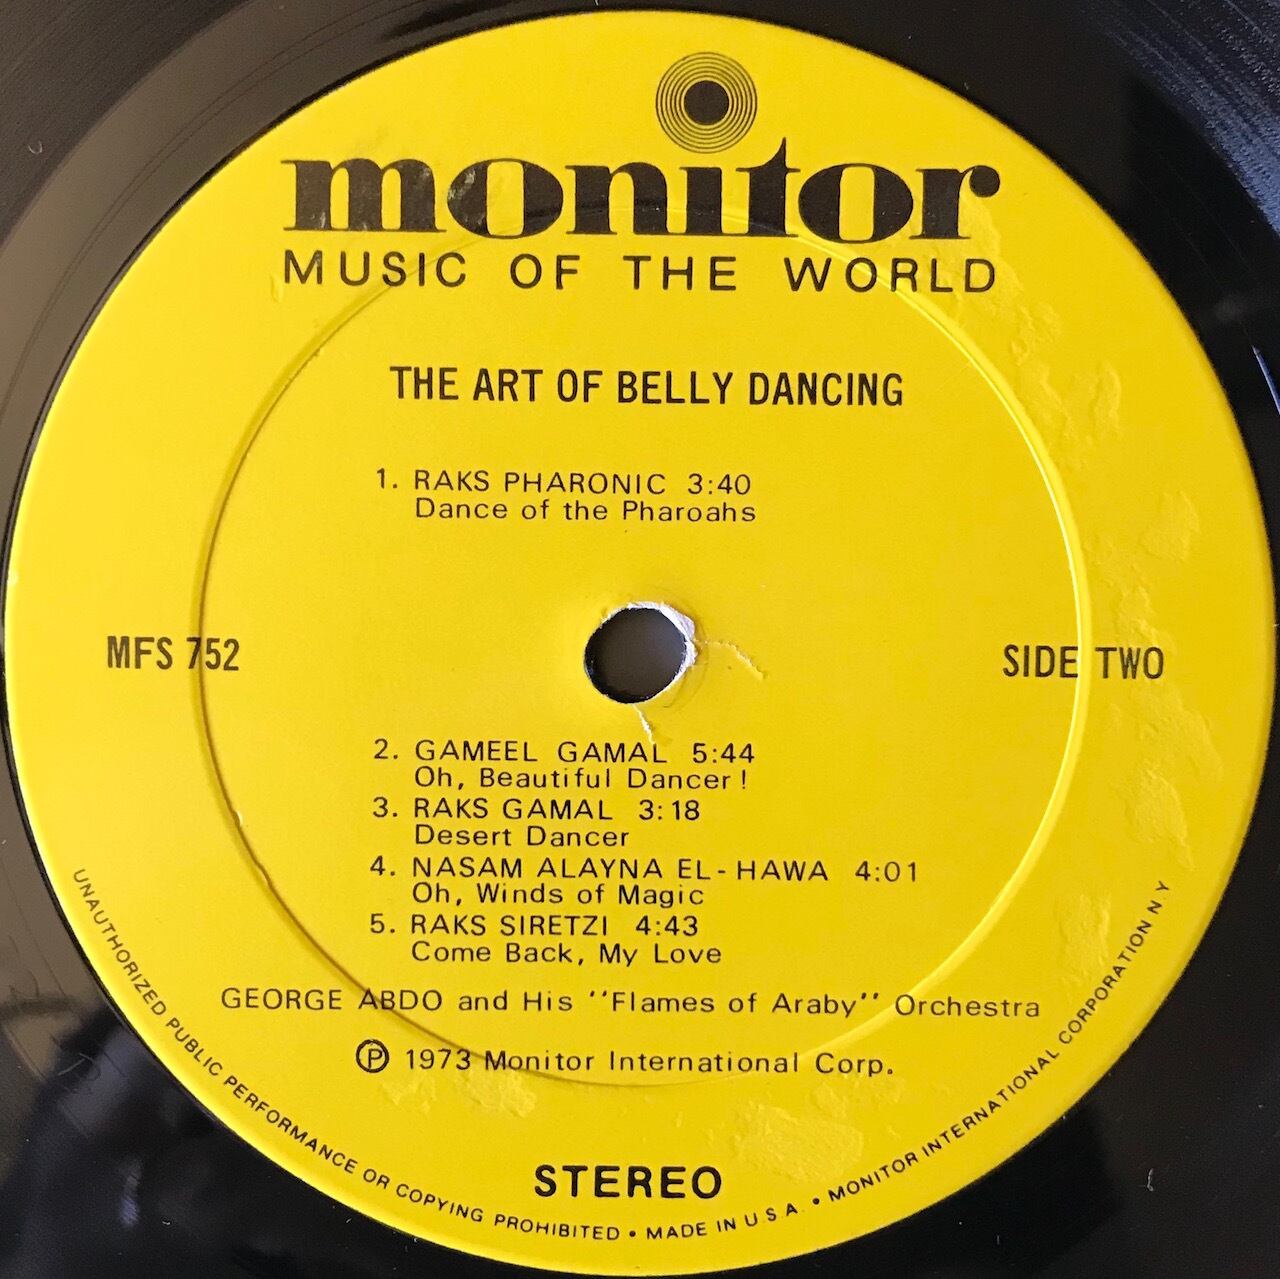 monitor
MUSIC OF THE WORLD
THE ART OF BELLY DANCING
1. RAKS PHARONIC 3:40
Dance of the Pharoahs
MFS 752
SIDE TWO
2. GAMEEL GAMAL 5:44
Oh, Beautiful Dancer!
3. RAKS GAMAL 3:18
Desert Dancer
4. NASAM ALAYNA EL-HAWA 4:01
Oh, Winds of Magic
5. RAKS SIRETZI 4:43
Come Back, My Love
GEORGE ABDO and His "Flames of Araby" Orchestra
Ⓟ 1973 Monitor International Corp.
STEREO
UNAUTHORIZED PUBLIC PERFORMANCE OR COPYING PROHIBITED • MADE IN U.S.A. • MONITOR INTERNATIONAL CORPORATION N.Y